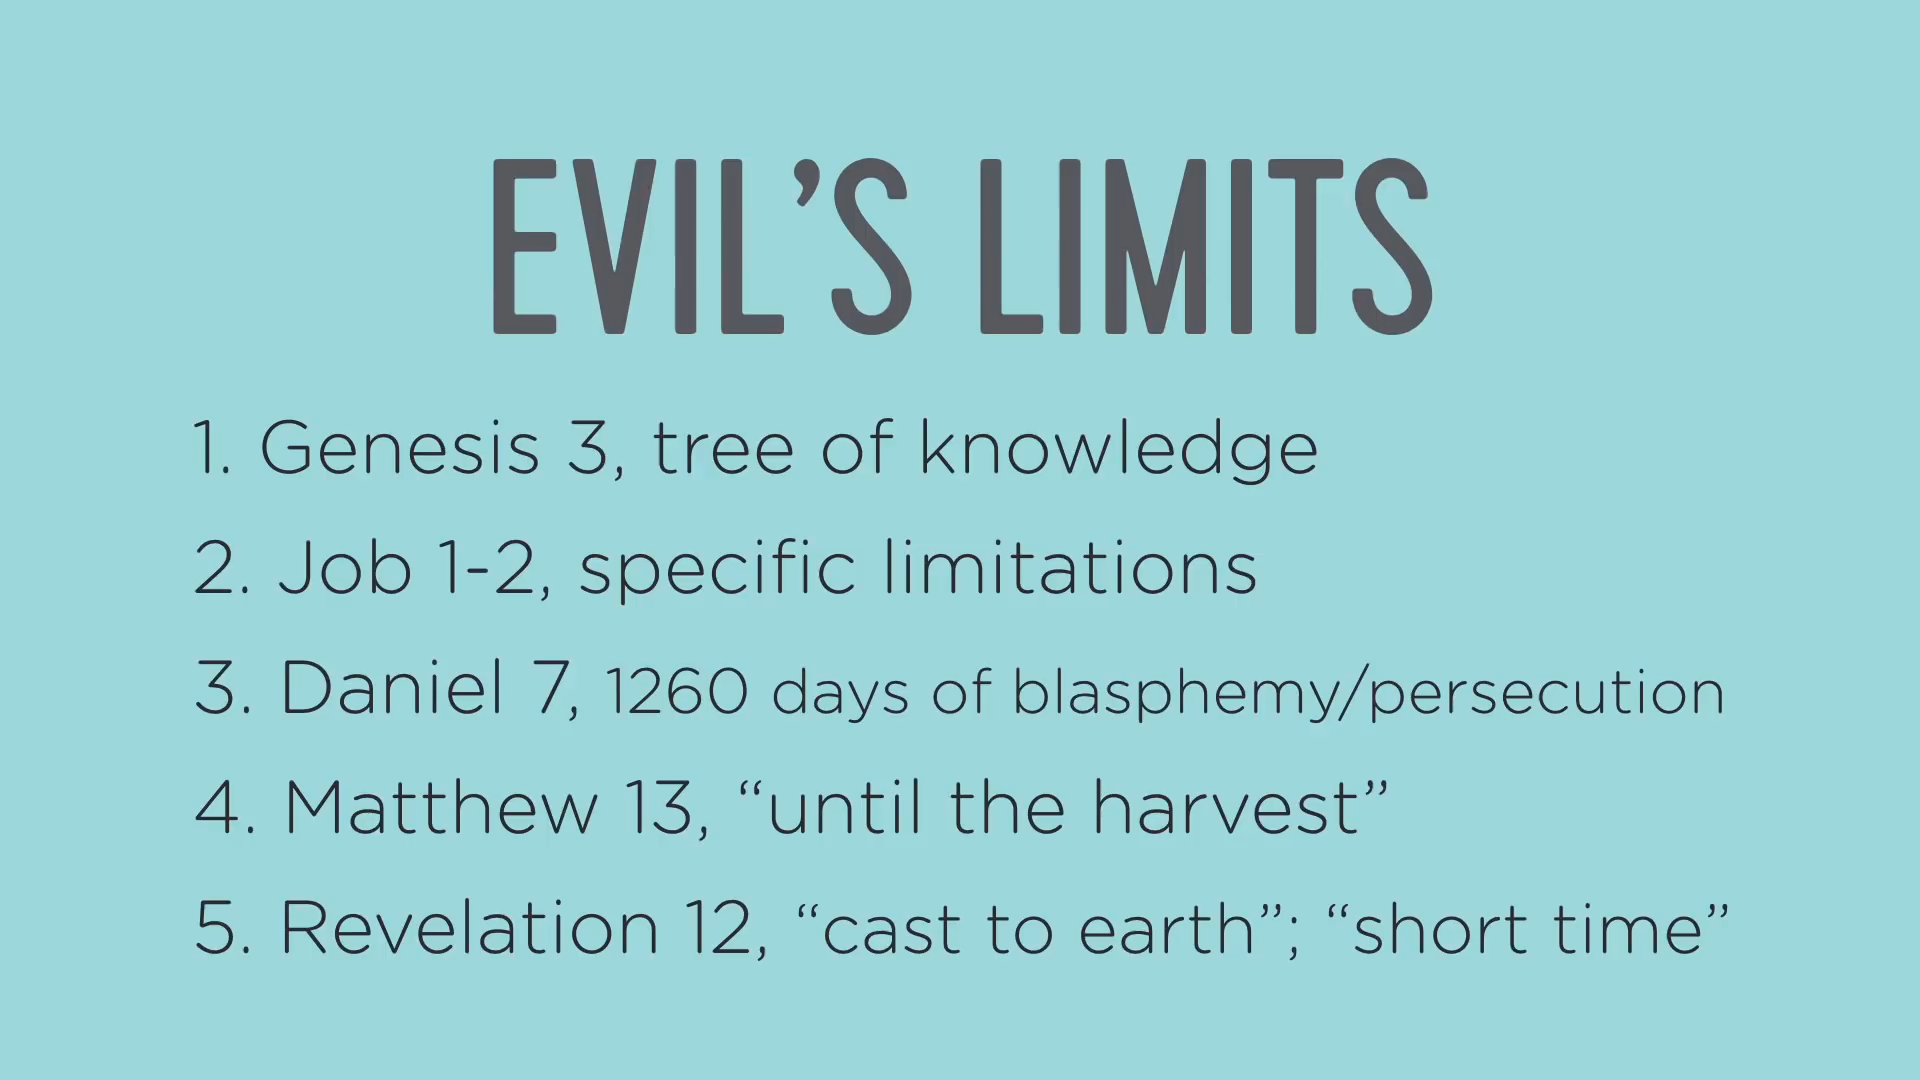 EVIL’S LIMITS
1. Genesis 3, tree of knowledge
2. Job 1-2, specific limitations
3. Daniel 7, 1260 days of blasphemy/persecution
4. Matthew 13, “until the harvest”
5. Revelation 12, “cast to earth”; “short time”